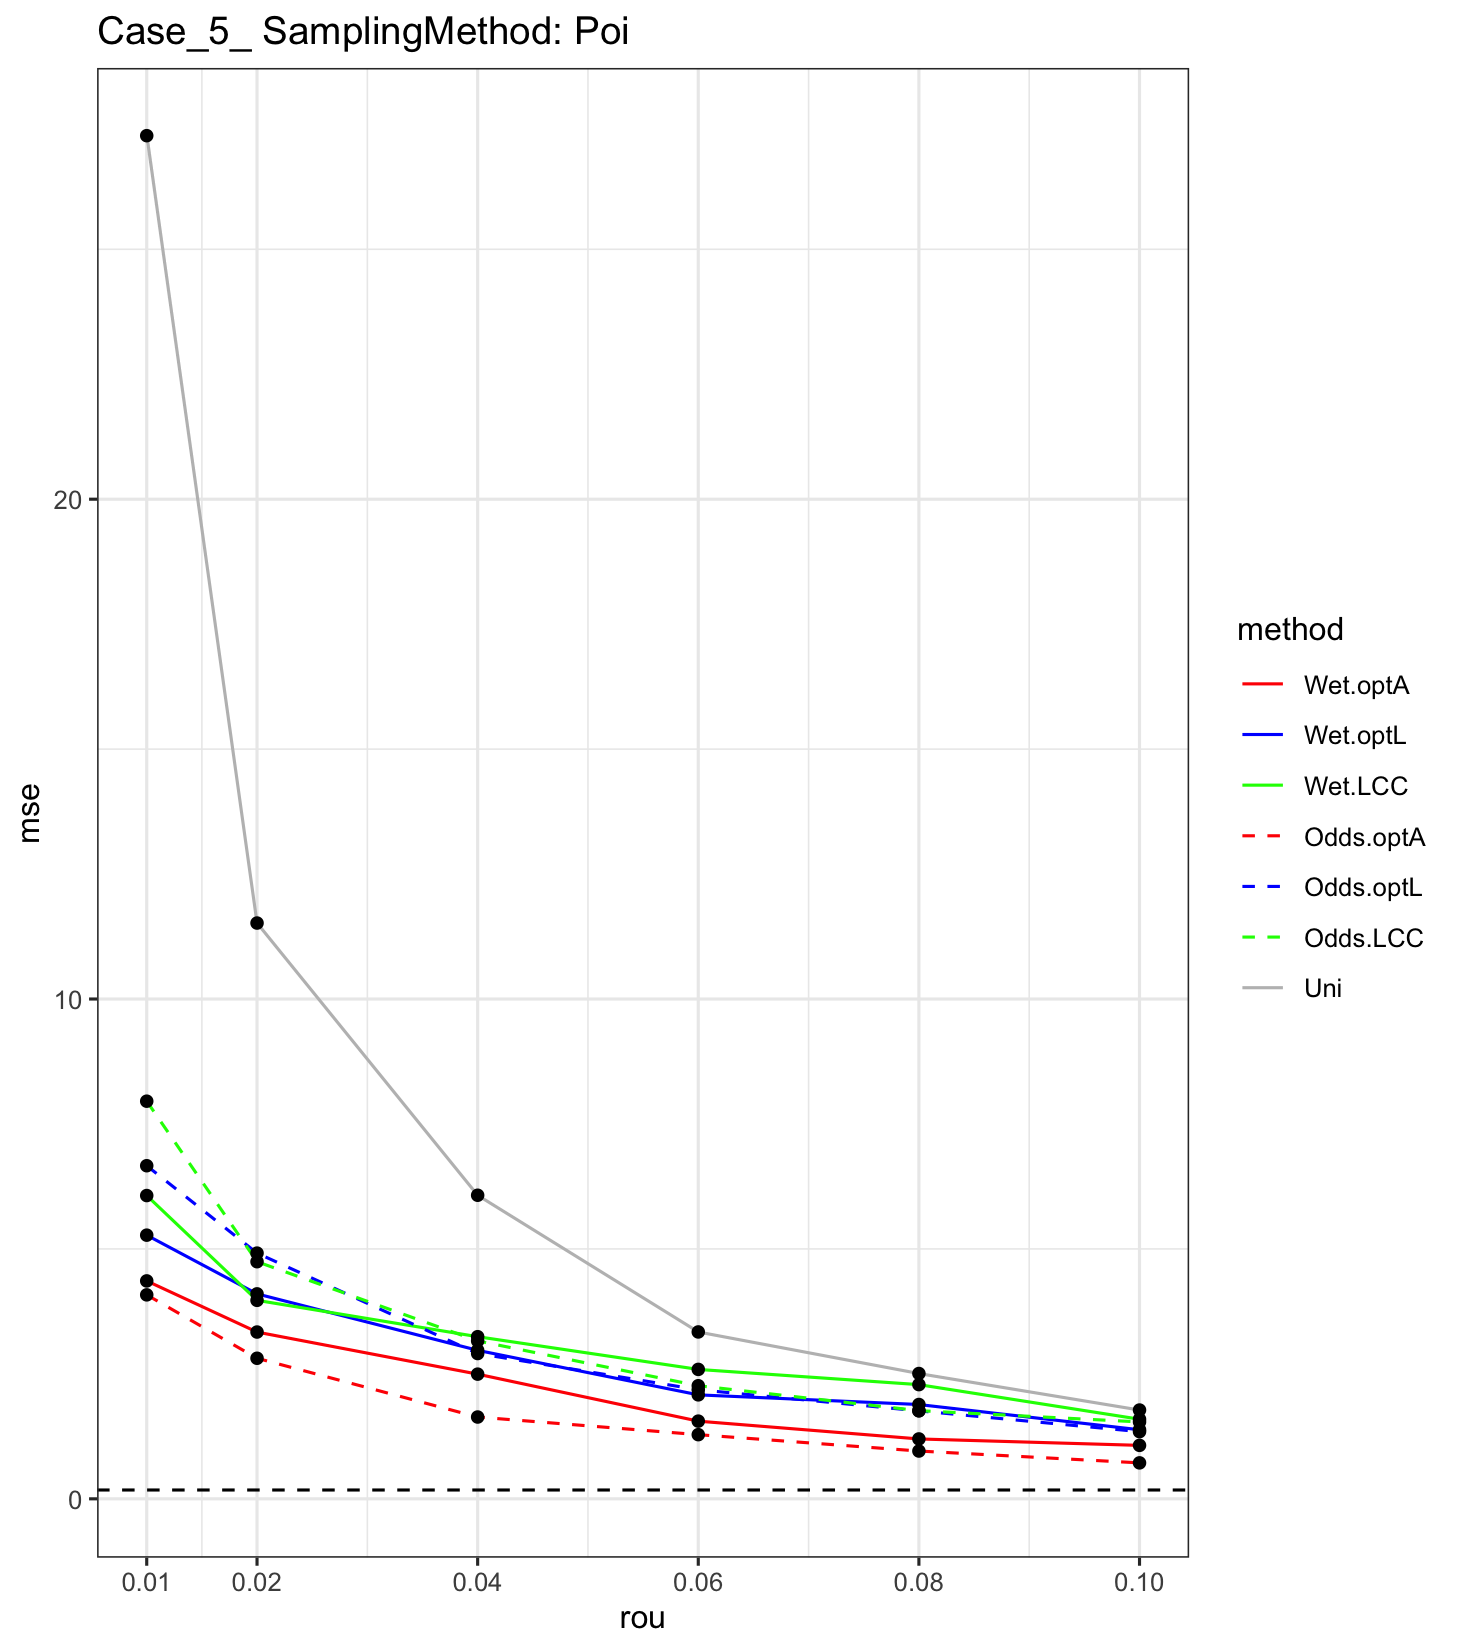 Case_5_ SamplingMethod: Poi
20
10
0
mse
0.01 0.02 0.04 0.06 0.08 0.10
rou
method
Wet.optA
Wet.optL
Wet.LCC
Odds.optA
Odds.optL
Odds.LCC
Uni